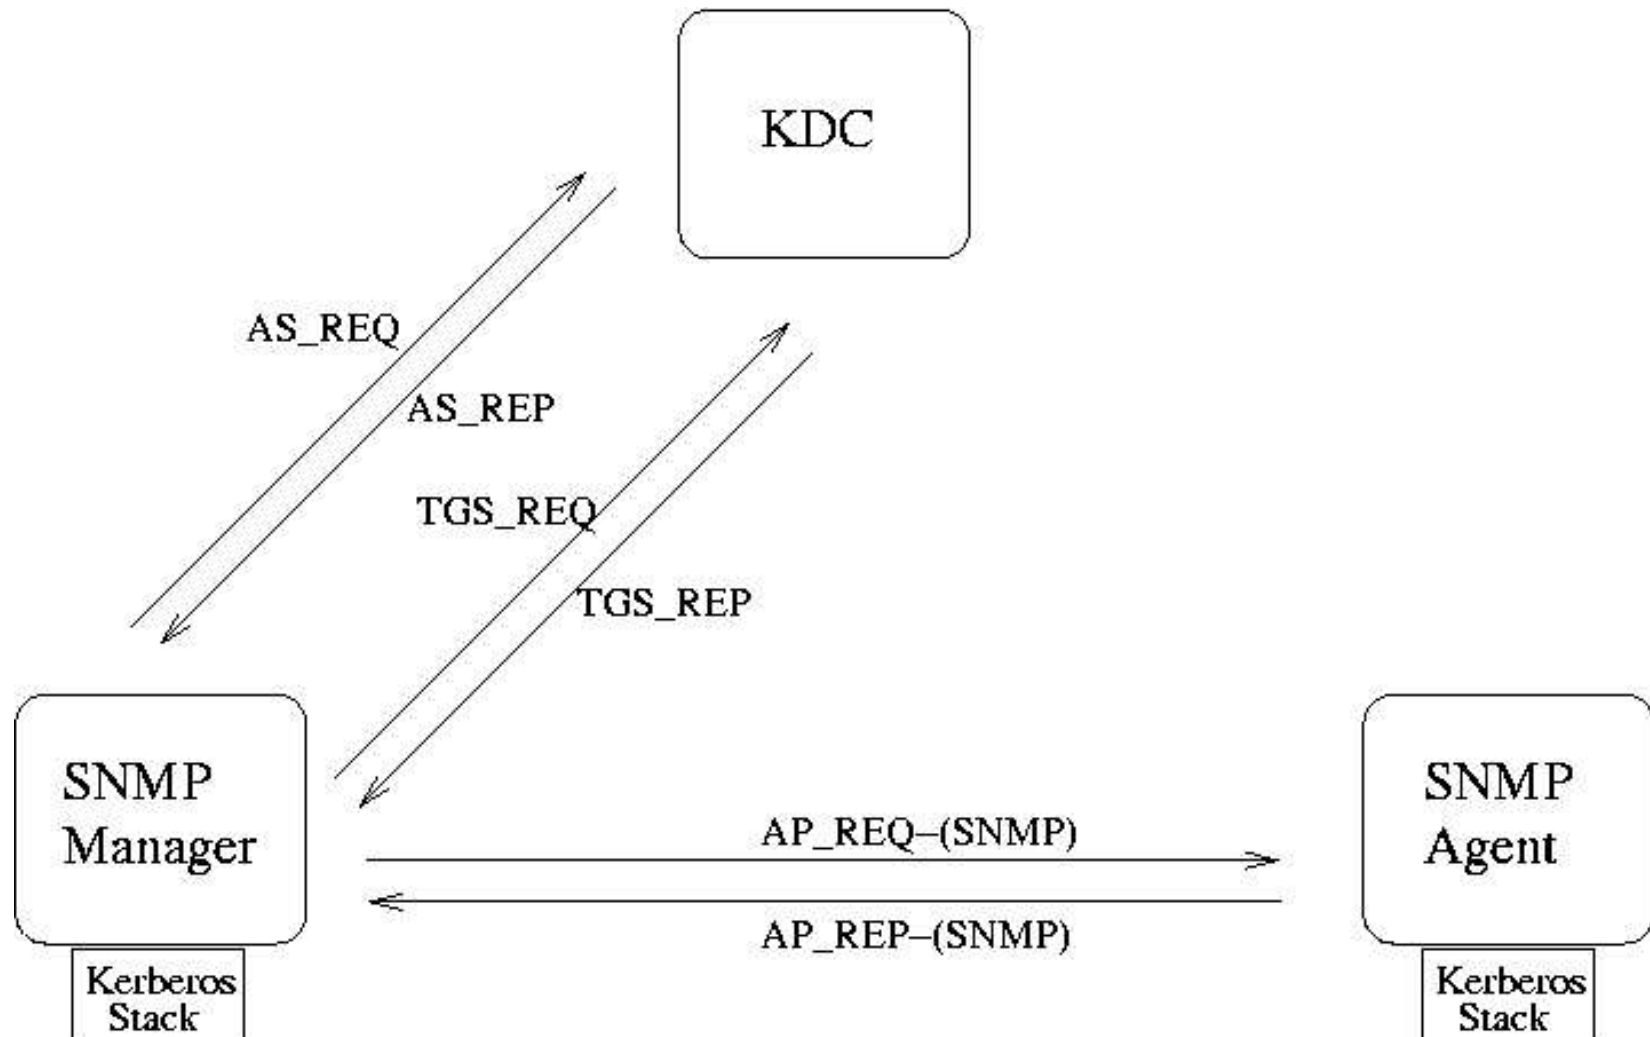 KDC
AS_REQ
AS_REP
TGS_REQ
TGS_REP
SNMP
Manager
AP_REQ–(SNMP)
AP_REP–(SNMP)
SNMP
Agent
Kerberos
Stack
Kerberos
Stack